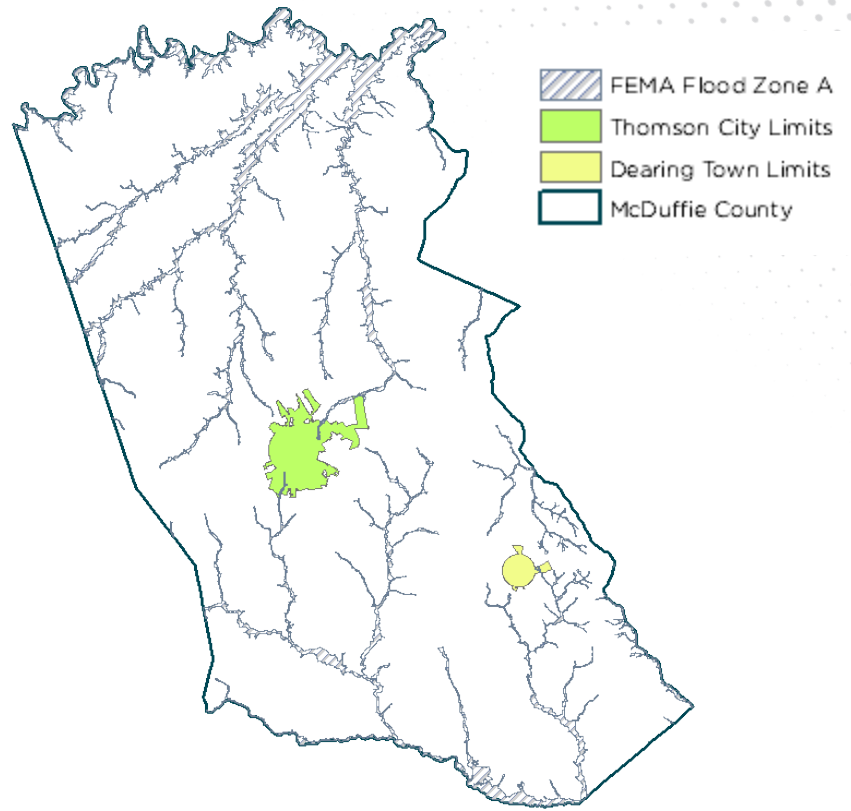 FEMA Flood Zone A
Thomson City Limits
Dearing Town Limits
McDuffie County